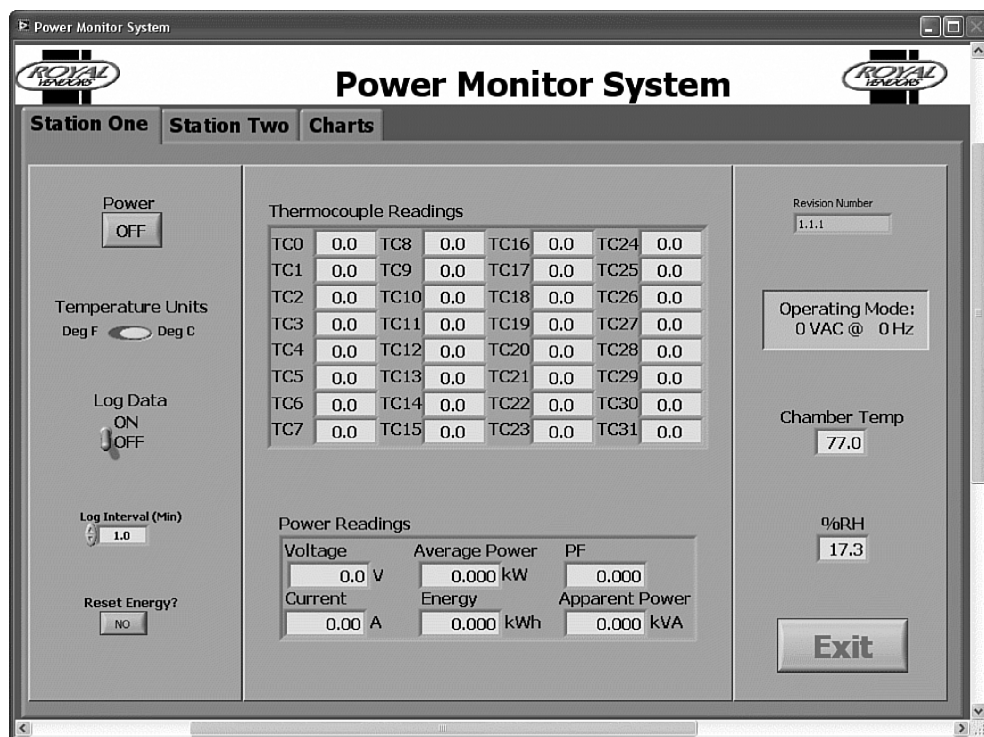 Power Monitor System
ROYAL
VENDORS
Power Monitor System
ROYAL
VENDORS
Station One
Station Two
Charts
Power
OFF
Temperature Units
Deg F Deg C
Log Data
ON
OFF
Log Interval (Min)
1.0
Reset Energy?
NO
Thermocouple Readings
TC0 0.0 TC8 0.0 TC16 0.0 TC24 0.0
TC1 0.0 TC9 0.0 TC17 0.0 TC25 0.0
TC2 0.0 TC10 0.0 TC18 0.0 TC26 0.0
TC3 0.0 TC11 0.0 TC19 0.0 TC27 0.0
TC4 0.0 TC12 0.0 TC20 0.0 TC28 0.0
TC5 0.0 TC13 0.0 TC21 0.0 TC29 0.0
TC6 0.0 TC14 0.0 TC22 0.0 TC30 0.0
TC7 0.0 TC15 0.0 TC23 0.0 TC31 0.0
Power Readings
Voltage Average Power PF
0.0 V 0.000 kW 0.000
Current Energy Apparent Power
0.00 A 0.000 kWh 0.000 kVA
Revision Number
1.1.1
Operating Mode:
0 VAC @ 0 Hz
Chamber Temp
77.0
%RH
17.3
Exit